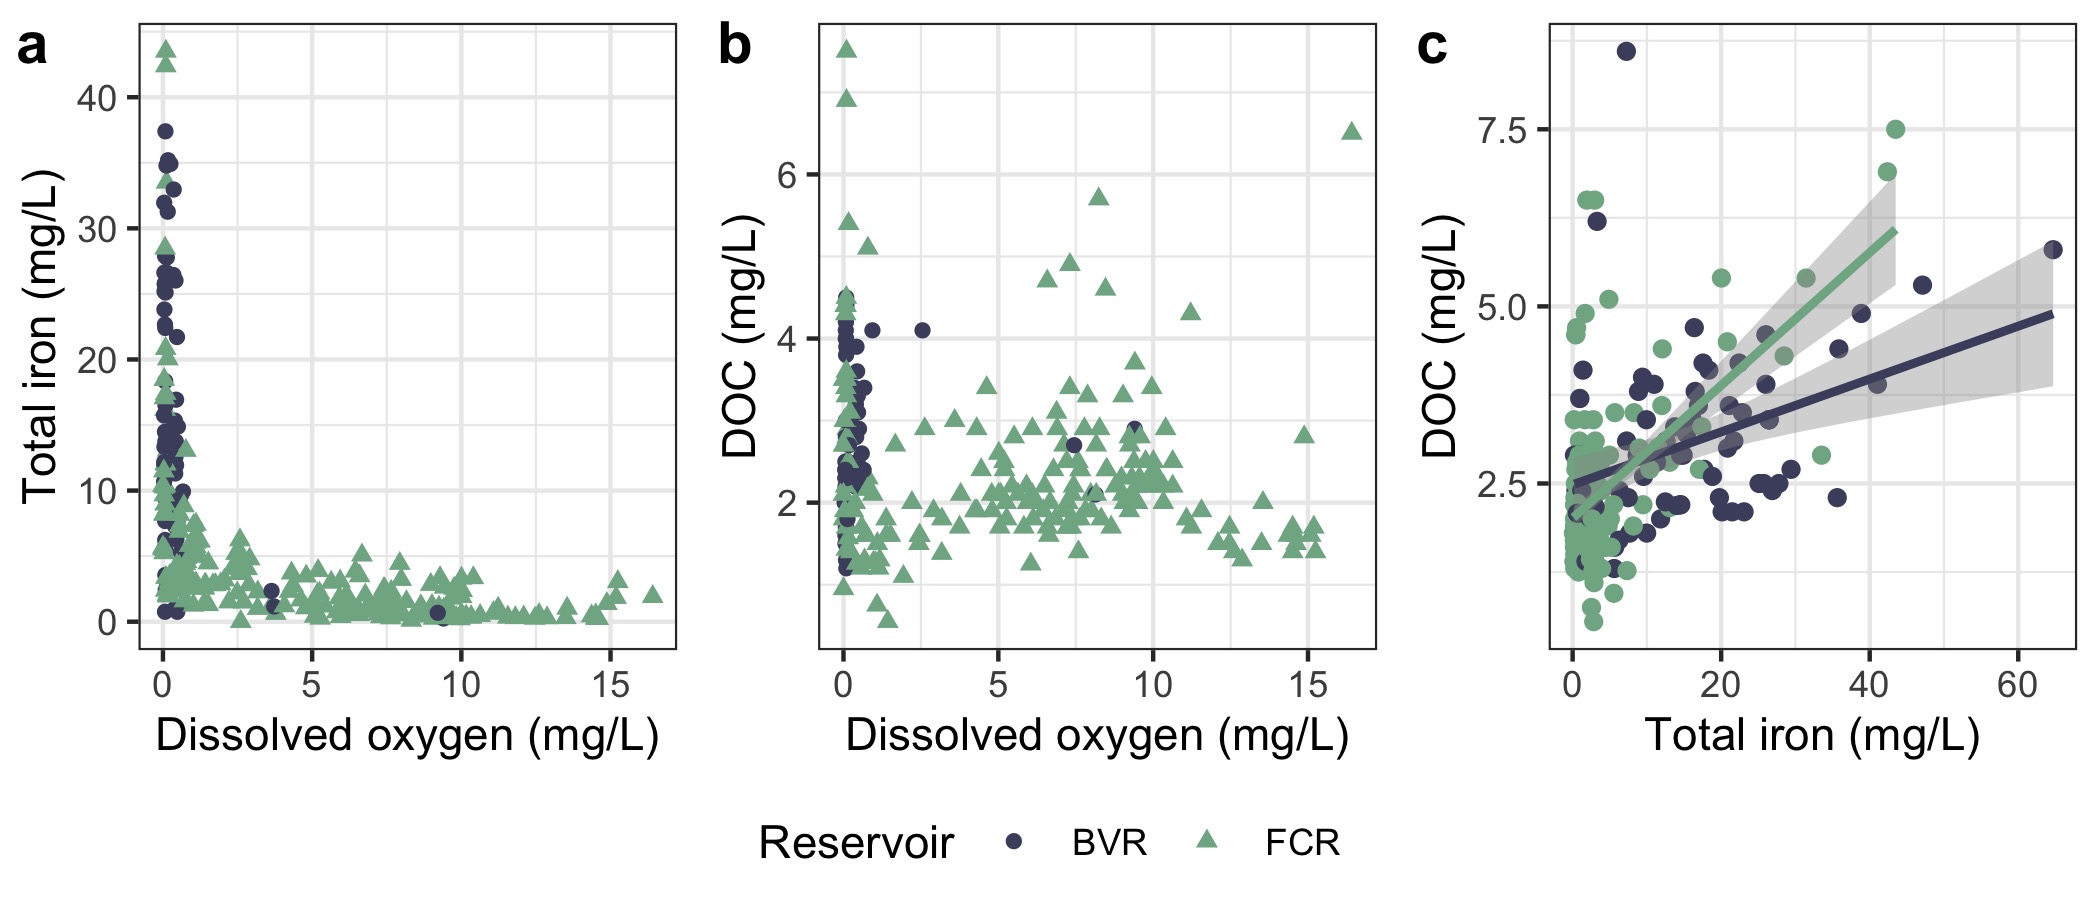 a
Total iron (mg/L)
40
30
20
10
0
0 5 10 15
Dissolved oxygen (mg/L)
b
DOC (mg/L)
6
4
2
0 5 10 15
Dissolved oxygen (mg/L)
c
DOC (mg/L)
7.5
5.0
2.5
0 20 40 60
Total iron (mg/L)
Reservoir BVR FCR